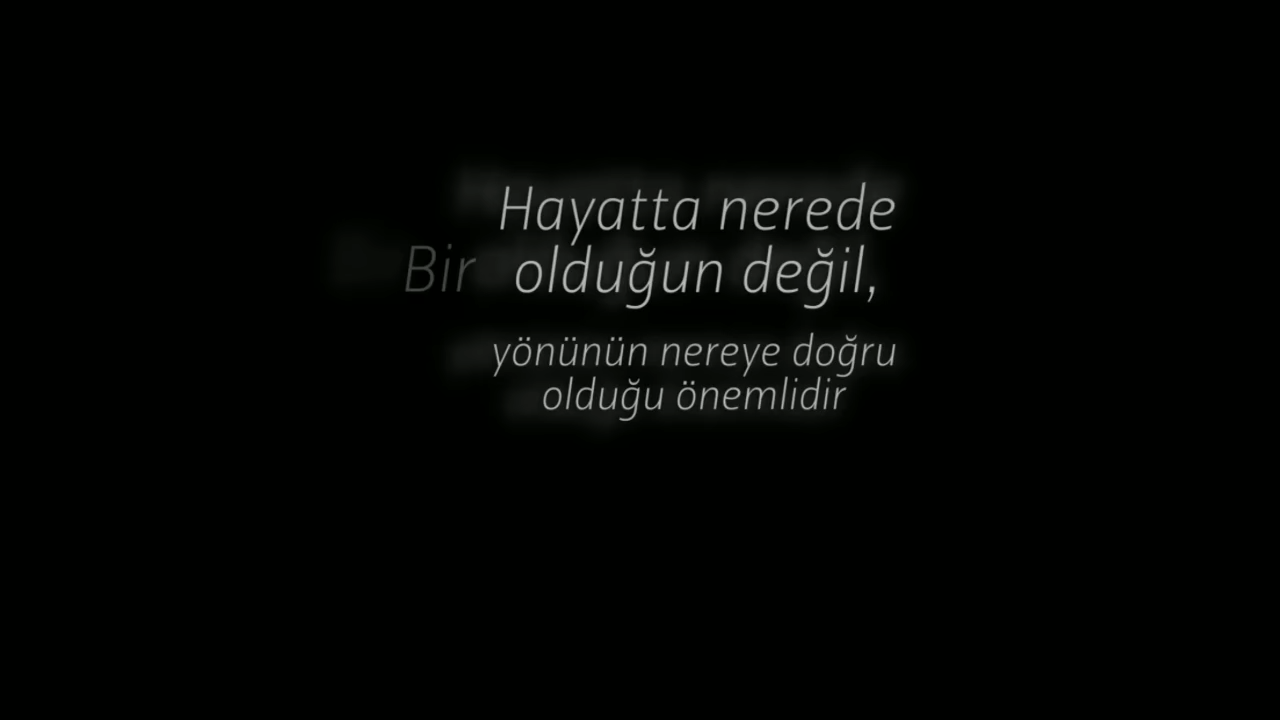 Hayatta nerede
Bir olduğun değil,
yönünün nereye doğru
olduğu önemlidir